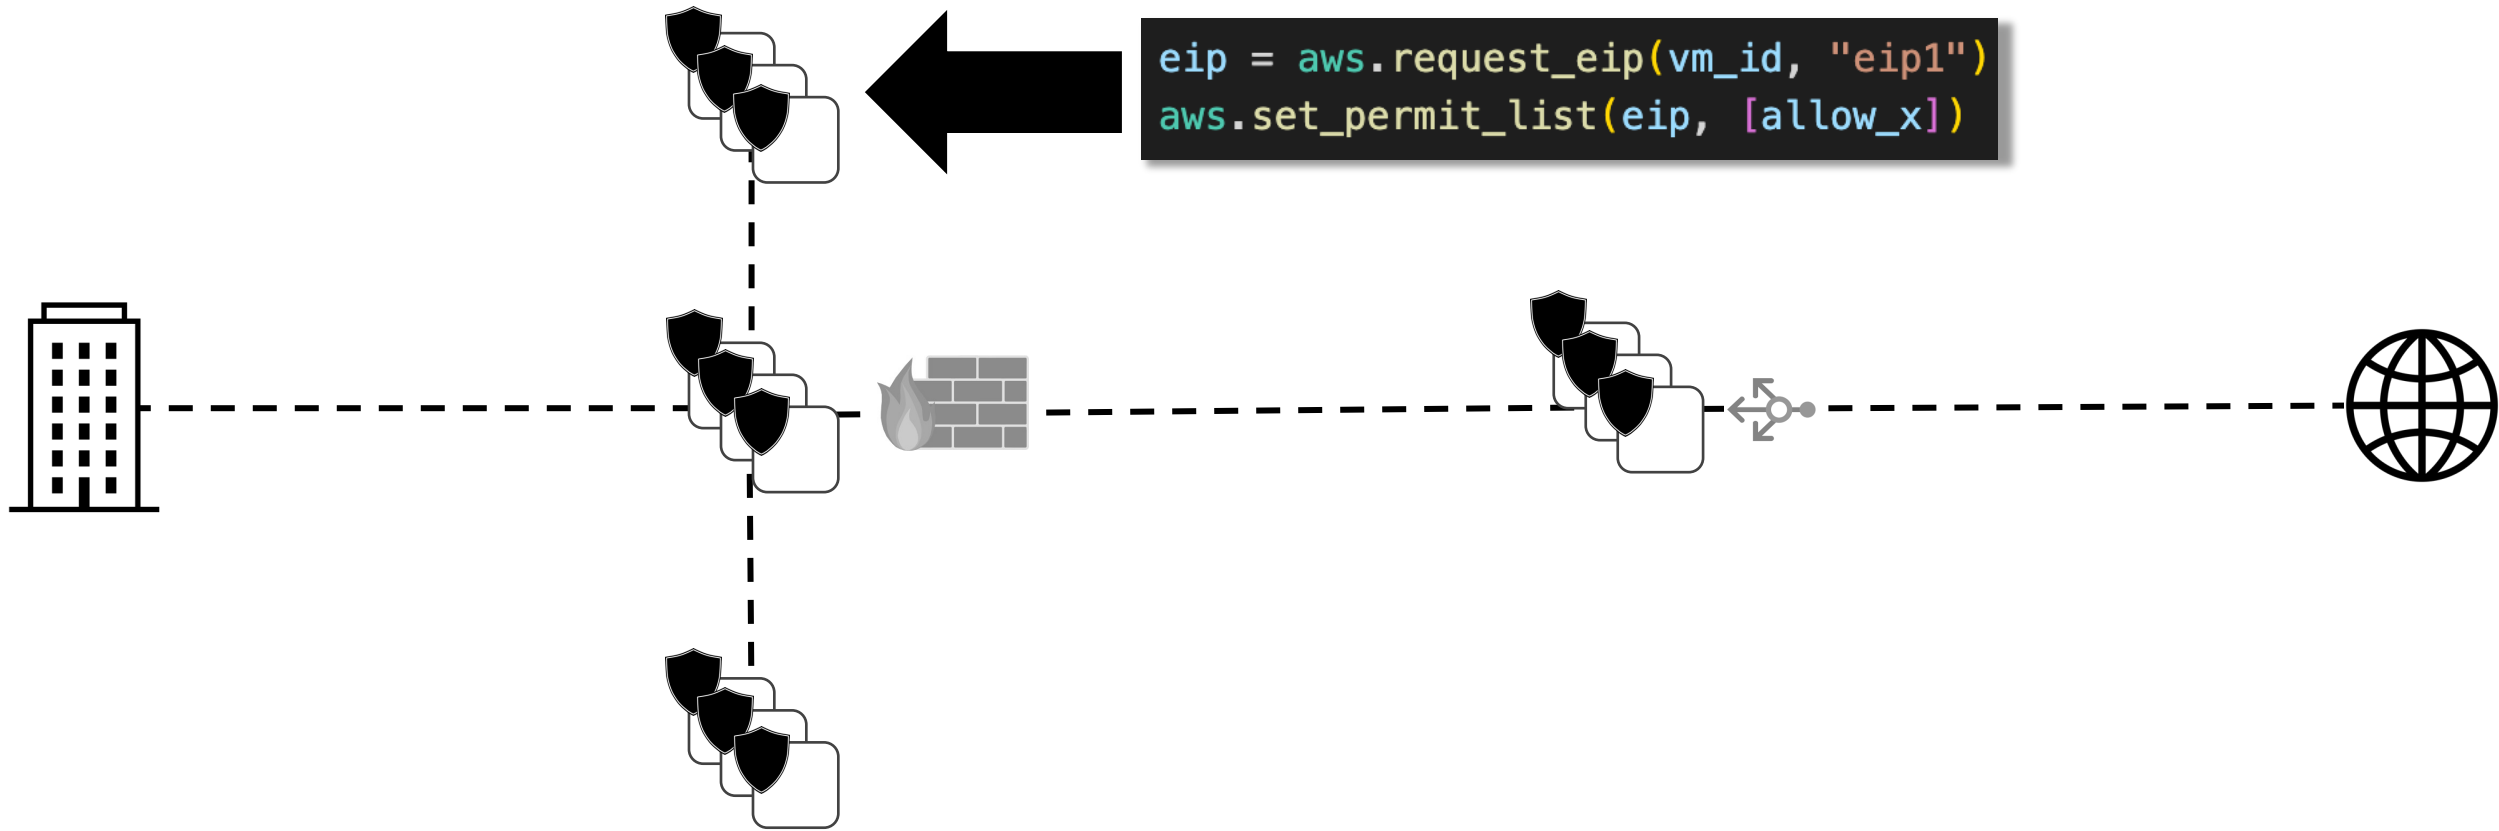 eip = aws.request_eip(vm_id, "eip1")
aws.set_permit_list(eip, [allow_x])